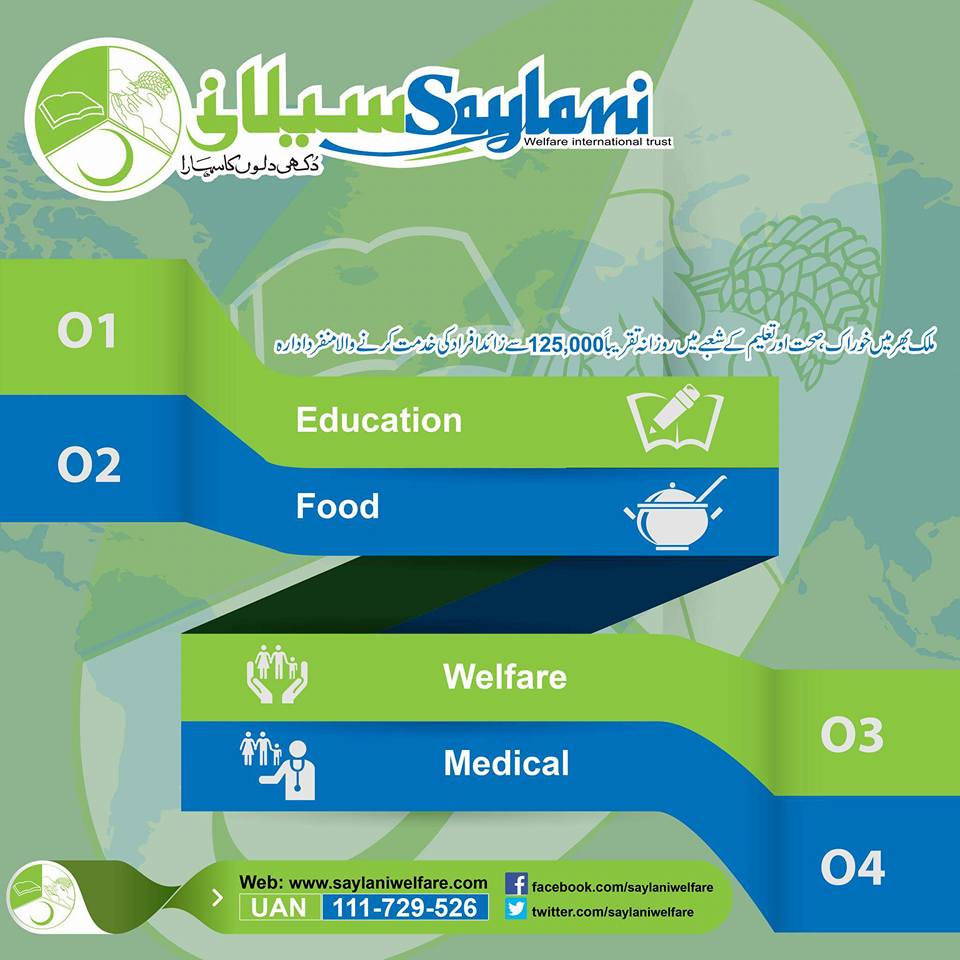 سیلانی Saylani
Welfare international trust
دُکھی دلوں کا سہارا
01
ملک بھر میں خوراک، صحت اور تعلیم کے شعبے میں روزانہ تقریباً 125,000 سے زائد افراد کی خدمت کرنے والا منفرد ادارہ
Education
02
Food
Welfare
03
Medical
04
Web: www.saylaniwelfare.com
UAN 111-729-526
facebook.com/saylaniwelfare
twitter.com/saylaniwelfare